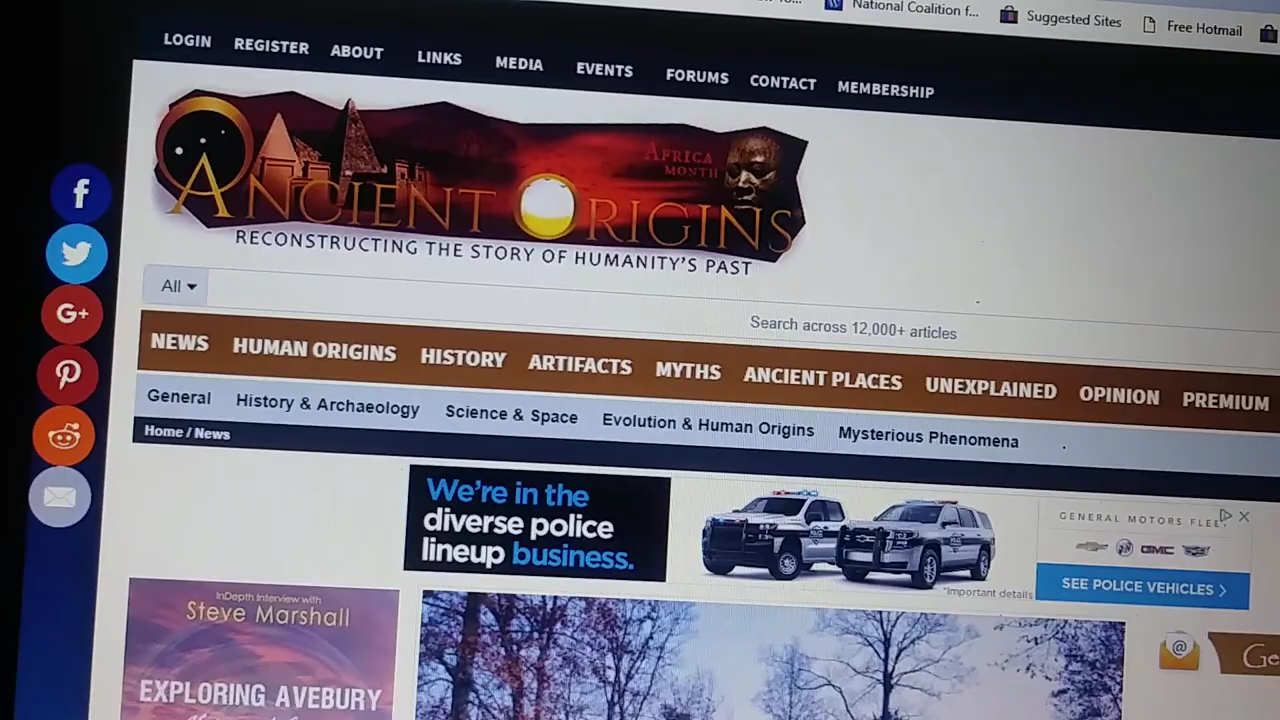 National Coalition f...
Suggested Sites
Free Hotmail
LOGIN REGISTER ABOUT LINKS MEDIA EVENTS FORUMS CONTACT MEMBERSHIP
AFRICA
MONTH
ANCIENT ORIGINS
RECONSTRUCTING THE STORY OF HUMANITY'S PAST
All
Search across 12,000+ articles
NEWS HUMAN ORIGINS HISTORY ARTIFACTS MYTHS ANCIENT PLACES UNEXPLAINED OPINION PREMIUM
General History & Archaeology Science & Space Evolution & Human Origins Mysterious Phenomena
Home / News
We're in the
diverse police
lineup business.
*Important details
GENERAL MOTORS FLEE
GMC
SEE POLICE VEHICLES >
InDepth Interview with
Steve Marshall
EXPLORING AVEBURY
Ge